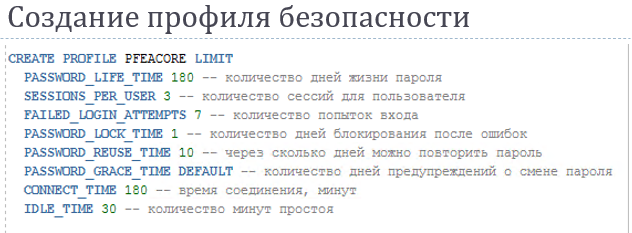 Создание профиля безопасности
CREATE PROFILE PFEACORE LIMIT
PASSWORD_LIFE_TIME 180 -- количество дней жизни пароля
SESSIONS_PER_USER 3 -- количество сессий для пользователя
FAILED_LOGIN_ATTEMPTS 7 -- количество попыток входа
PASSWORD_LOCK_TIME 1 -- количество дней блокирования после ошибок
PASSWORD_REUSE_TIME 10 -- через сколько дней можно повторить пароль
PASSWORD_GRACE_TIME DEFAULT -- количество дней предупреждений о смене пароля
CONNECT_TIME 180 -- время соединения, минут
IDLE_TIME 30 -- количество минут простоя